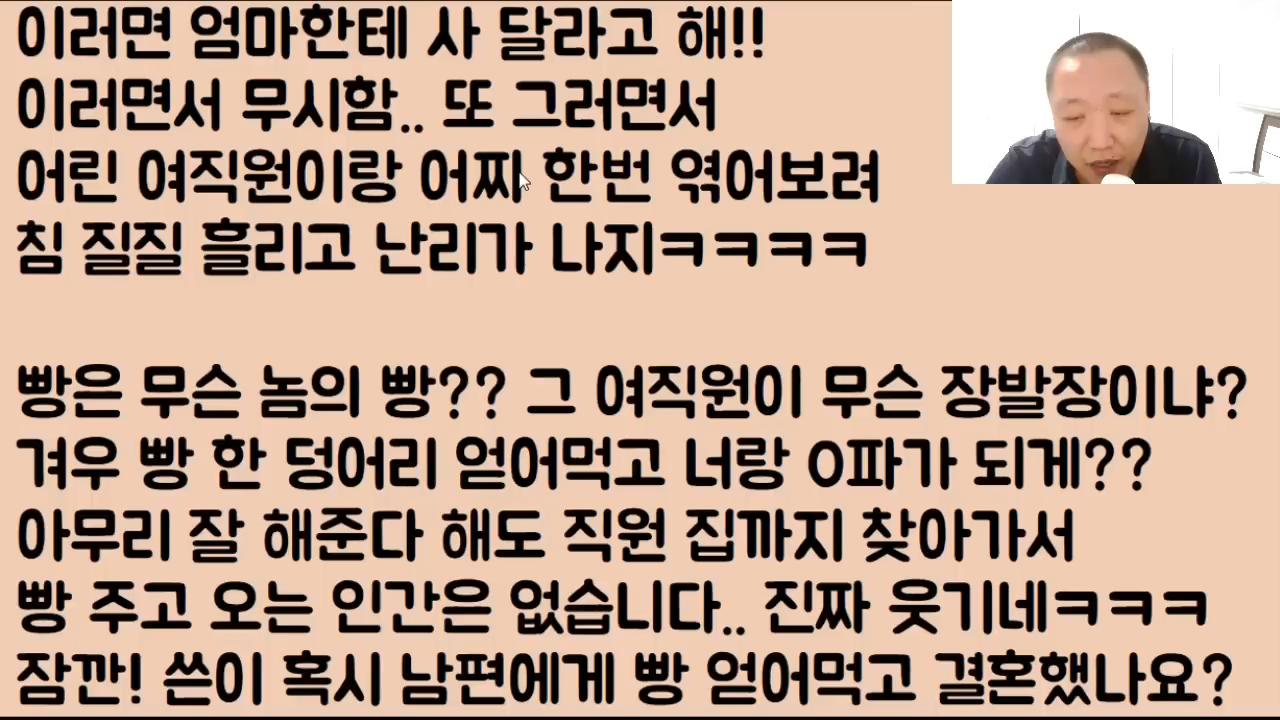 이러면 엄마한테 사 달라고 해!!
이러면서 무시함.. 또 그러면서
어린 여직원이랑 어찌 한번 엮어보려
침 질질 흘리고 난리가 나지ㅋㅋㅋㅋ
빵은 무슨 놈의 빵?? 그 여직원이 무슨 장발장이냐?
겨우 빵 한 덩어리 얻어먹고 너랑 0파가 되게??
아무리 잘 해준다 해도 직원 집까지 찾아가서
빵 주고 오는 인간은 없습니다.. 진짜 웃기네ㅋㅋㅋ
잠깐! 쓴이 혹시 남편에게 빵 얻어먹고 결혼했나요?